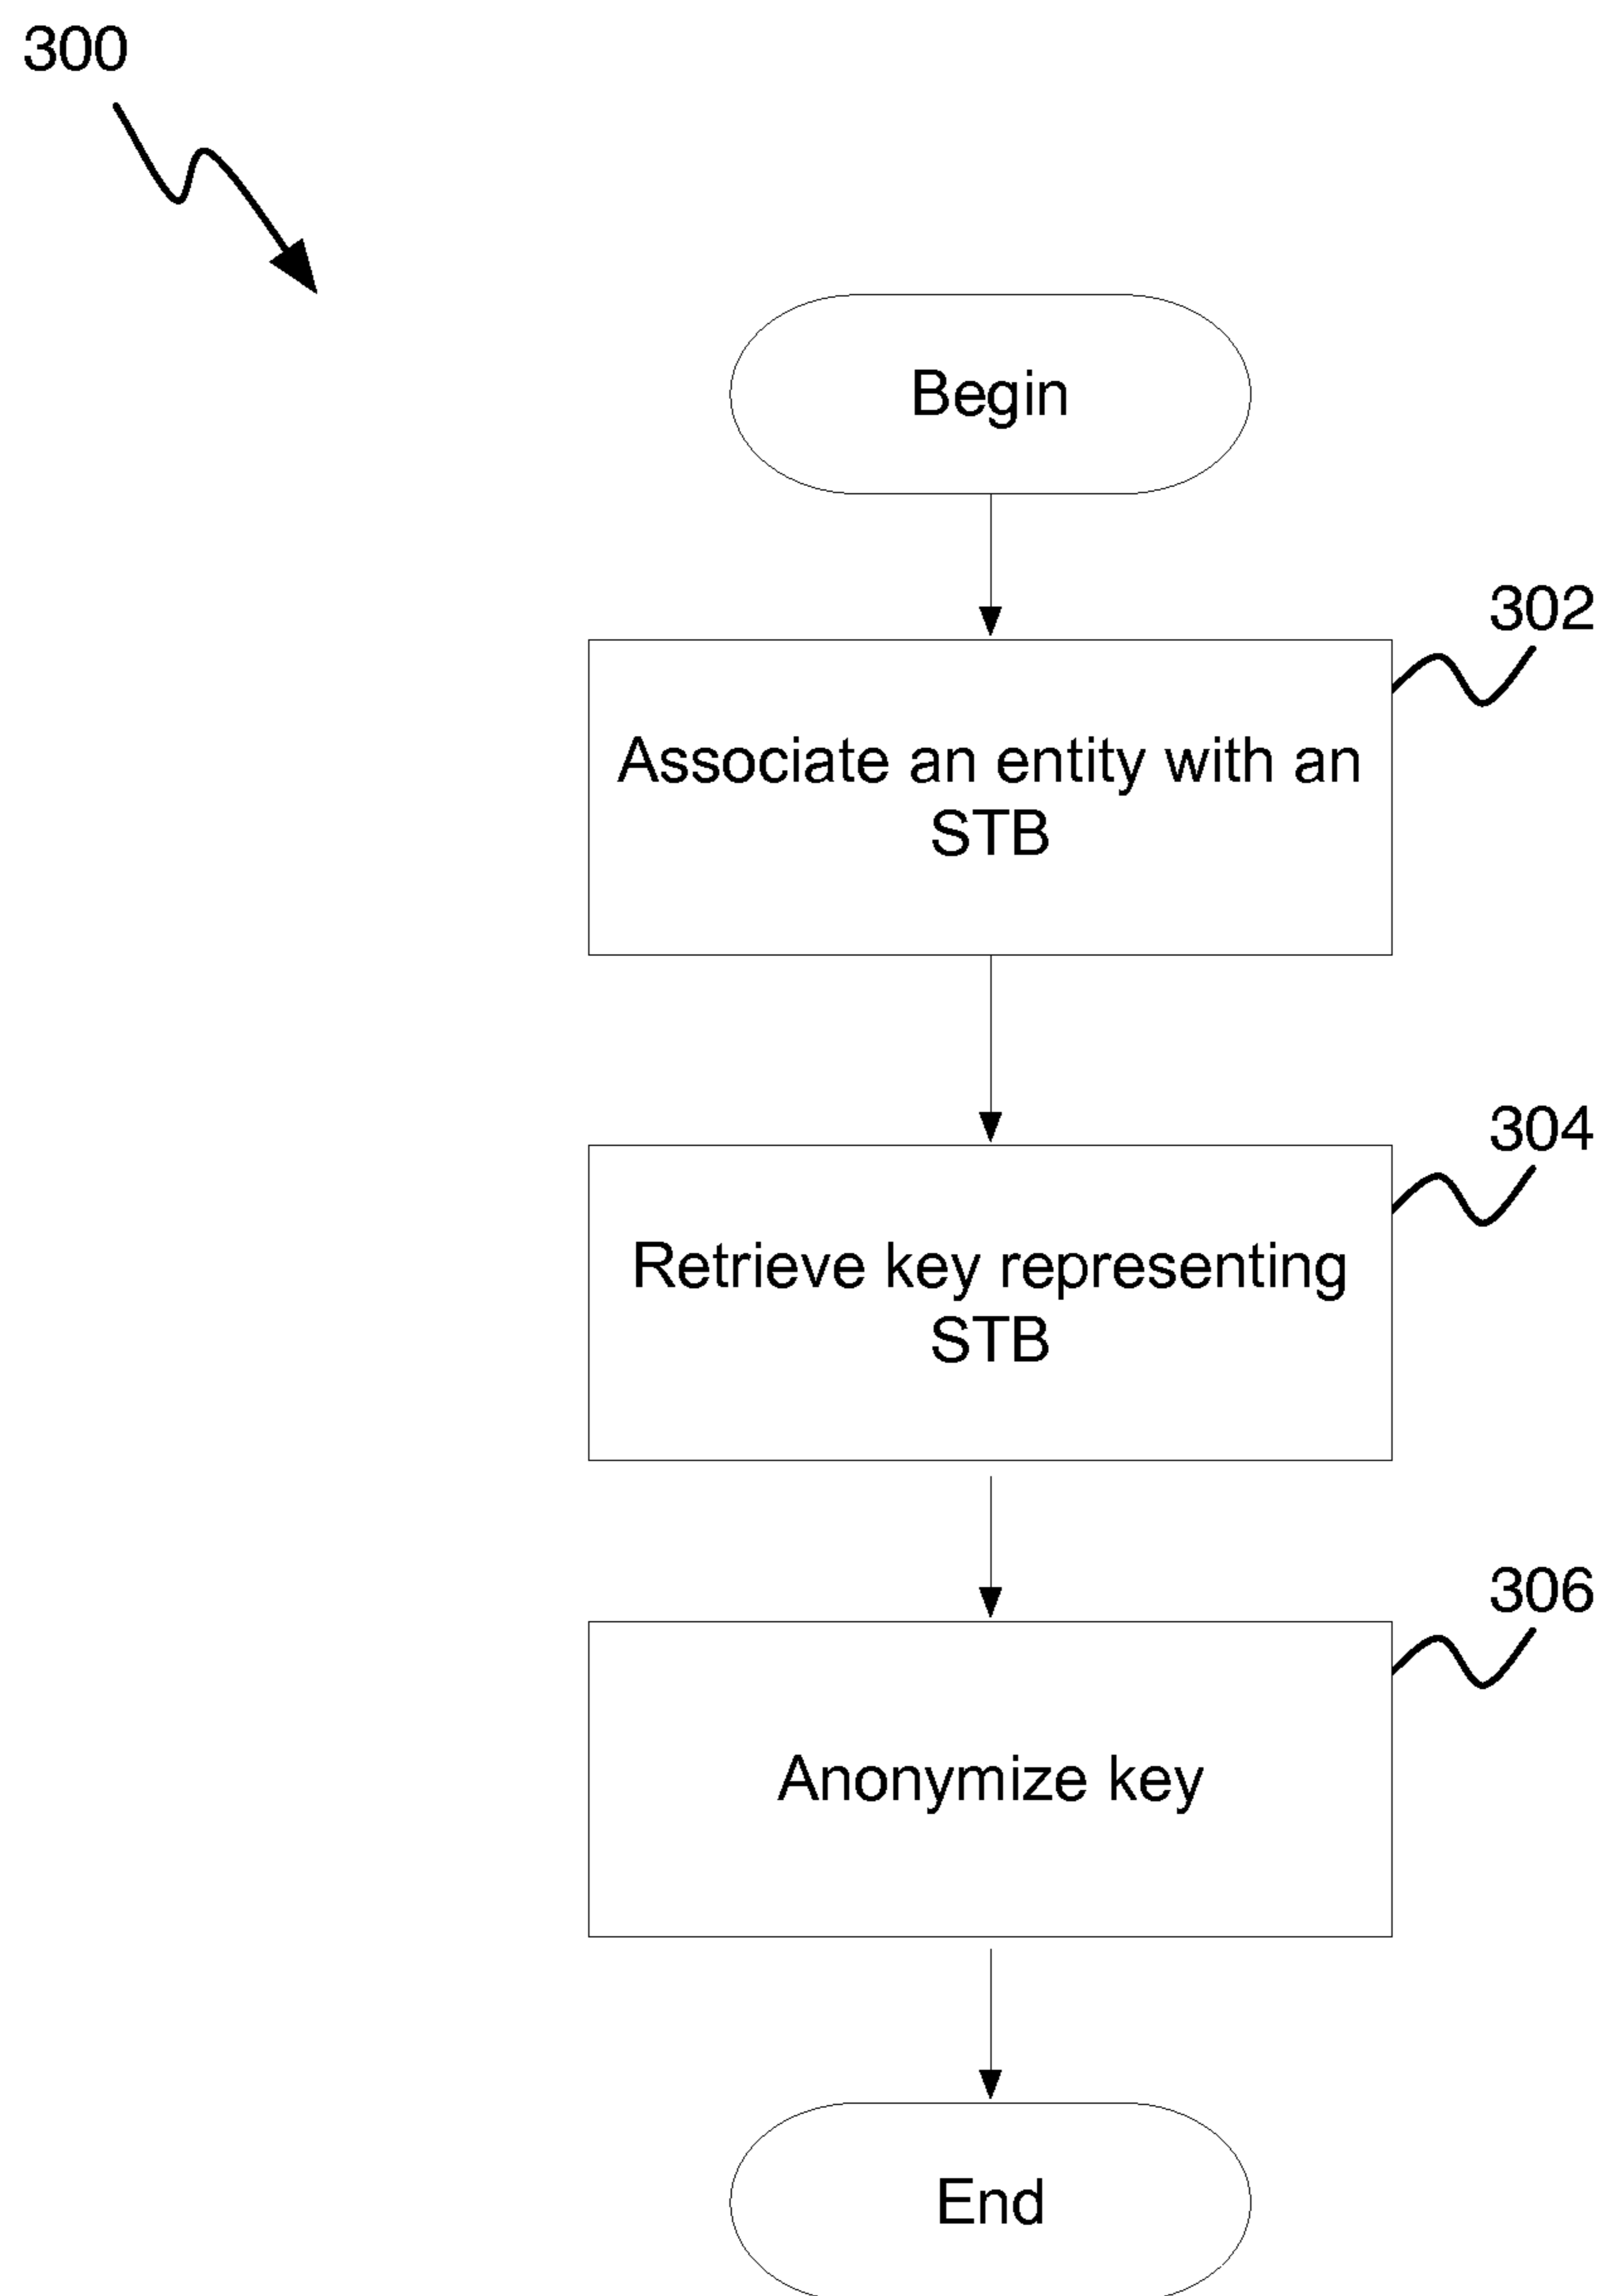 300
Begin
302
Associate an entity with an
STB
304
Retrieve key representing
STB
306
Anonymize key
End